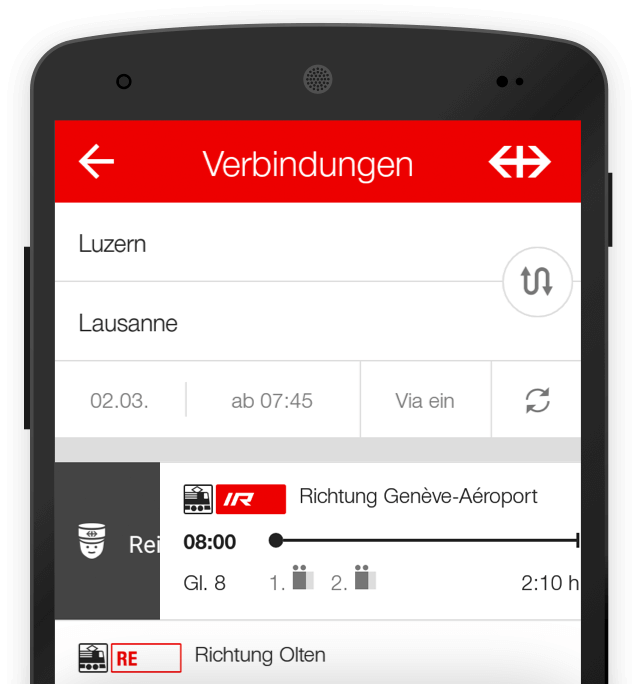 Verbindungen
Luzern
Lausanne
02.03. ab 07:45 Via ein
IR Richtung Genève-Aéroport
Rei 08:00
Gl. 8 1. 2. 2:10 h
RE Richtung Olten